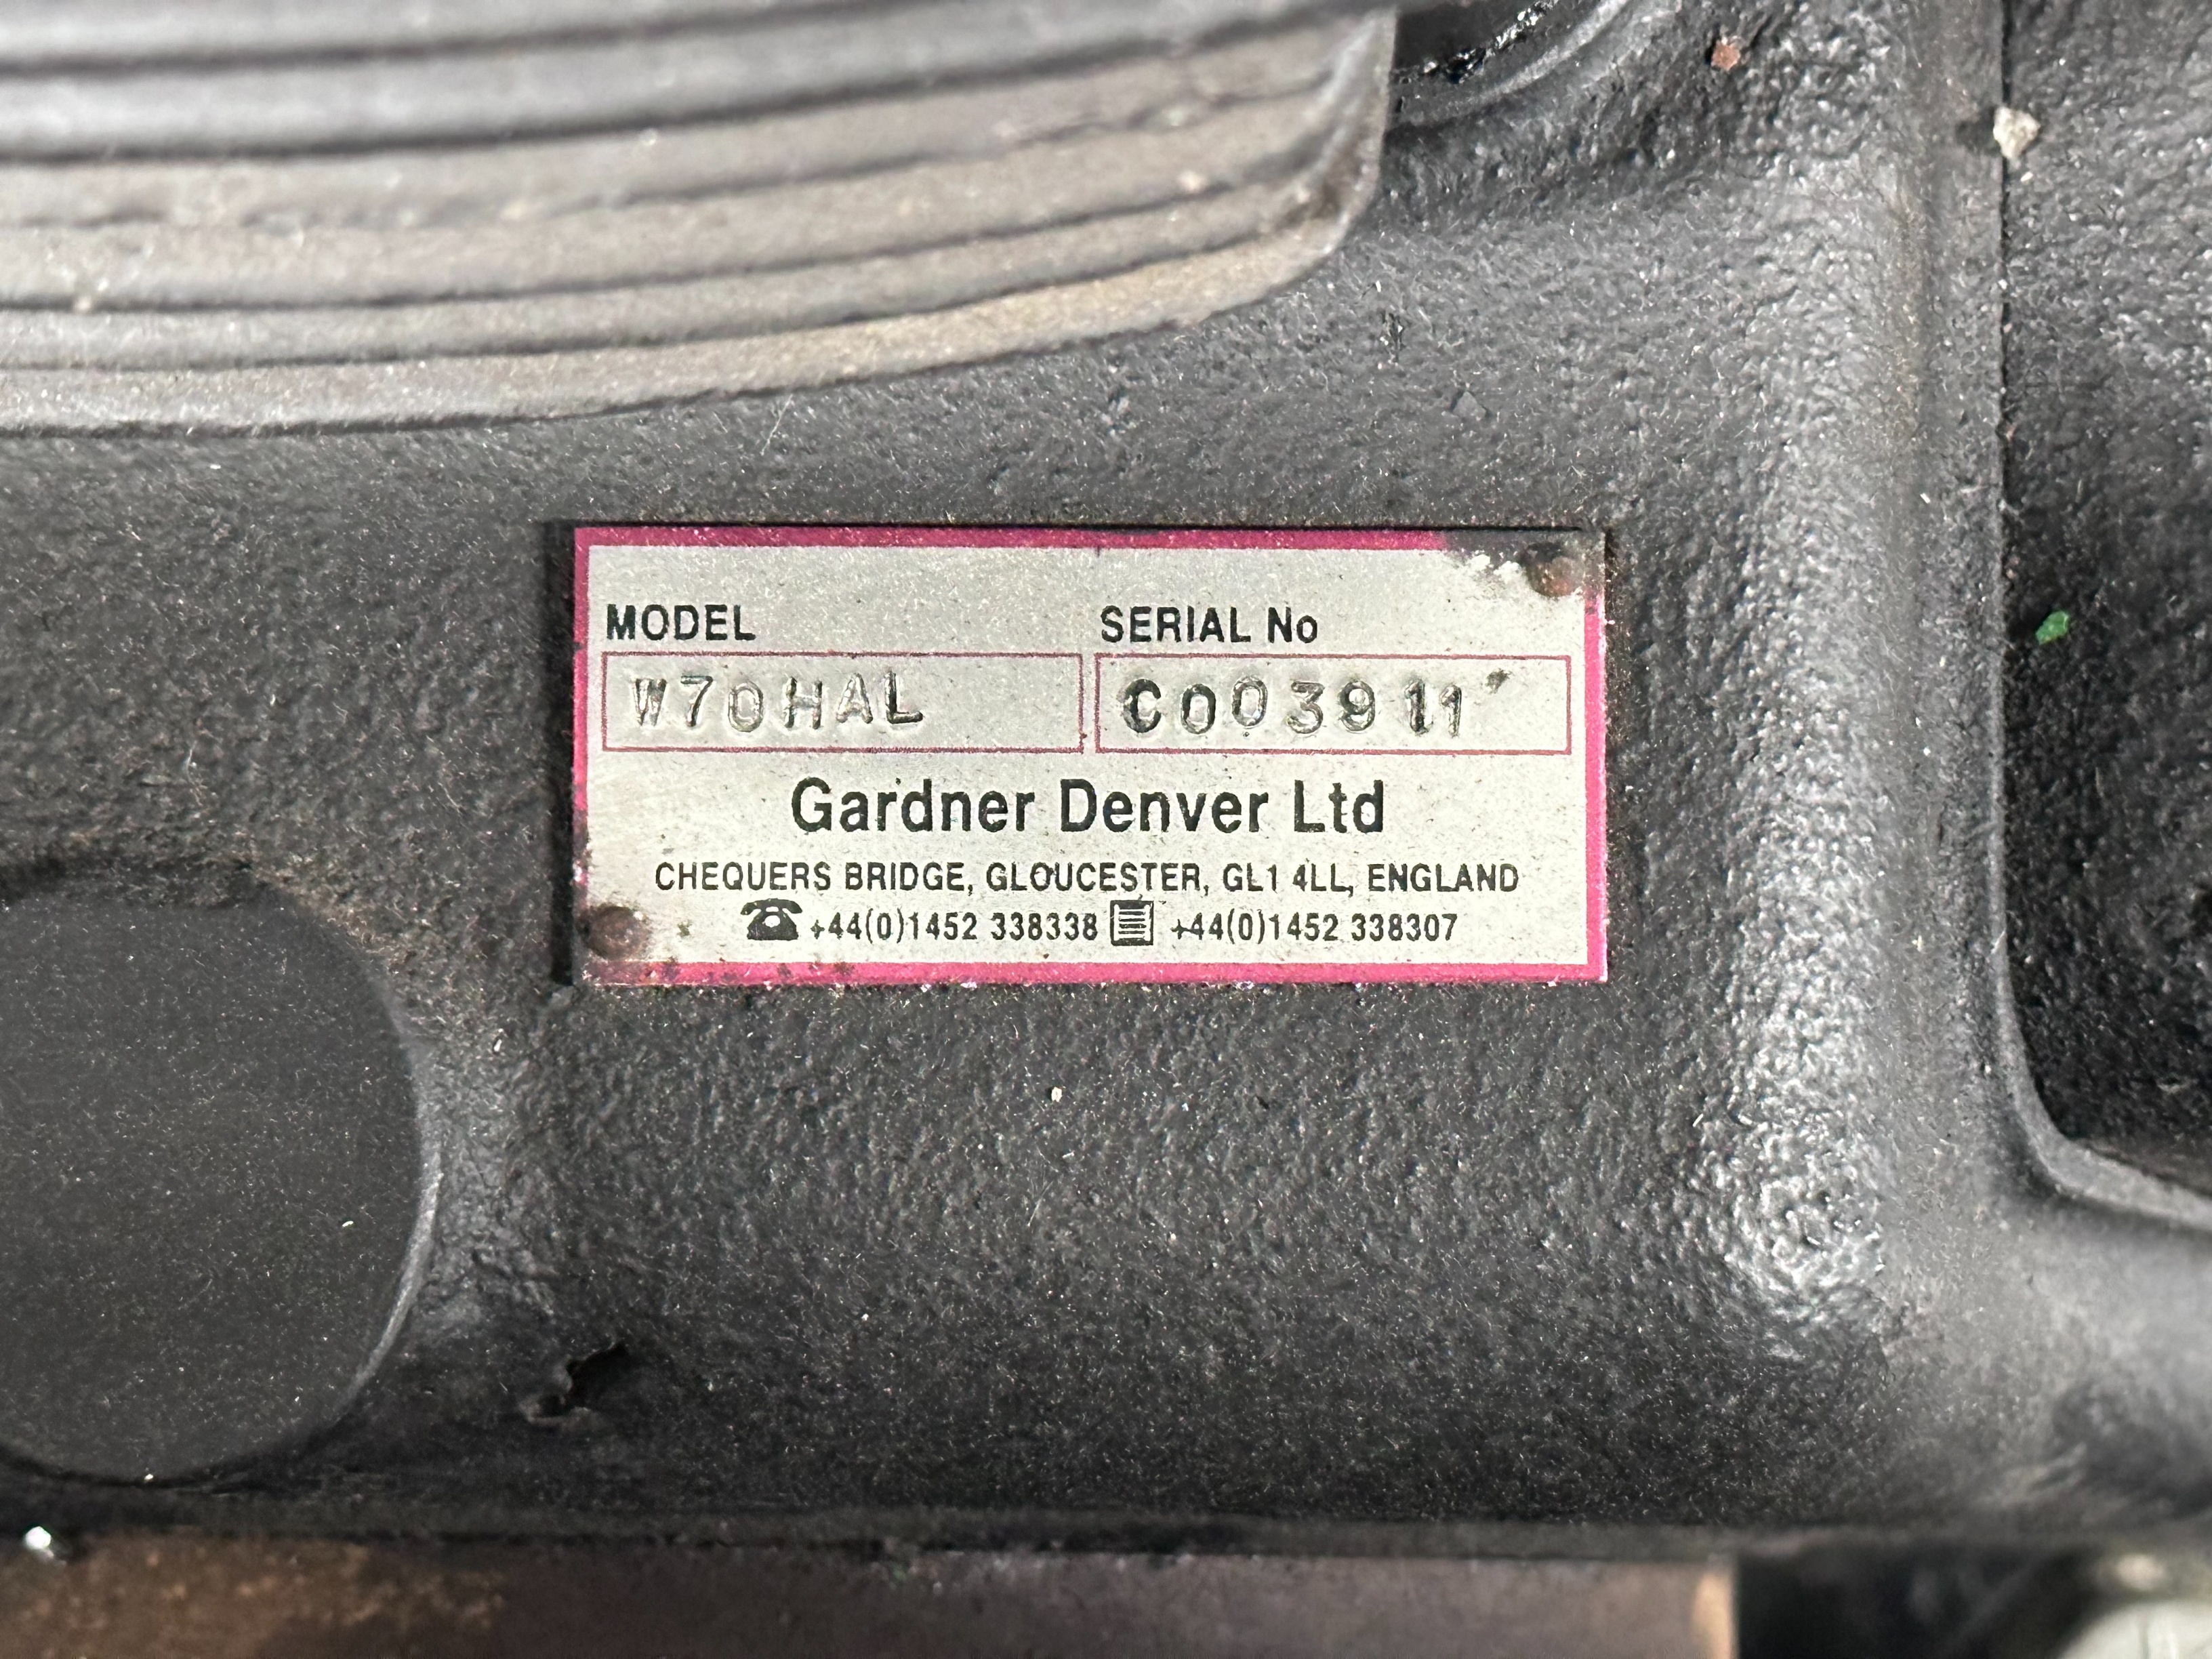 MODEL SERIAL No
W70HAL C003911
Gardner Denver Ltd
CHEQUERS BRIDGE, GLOUCESTER, GL1 4LL, ENGLAND
+44(0)1452 338338 +44(0)1452 338307